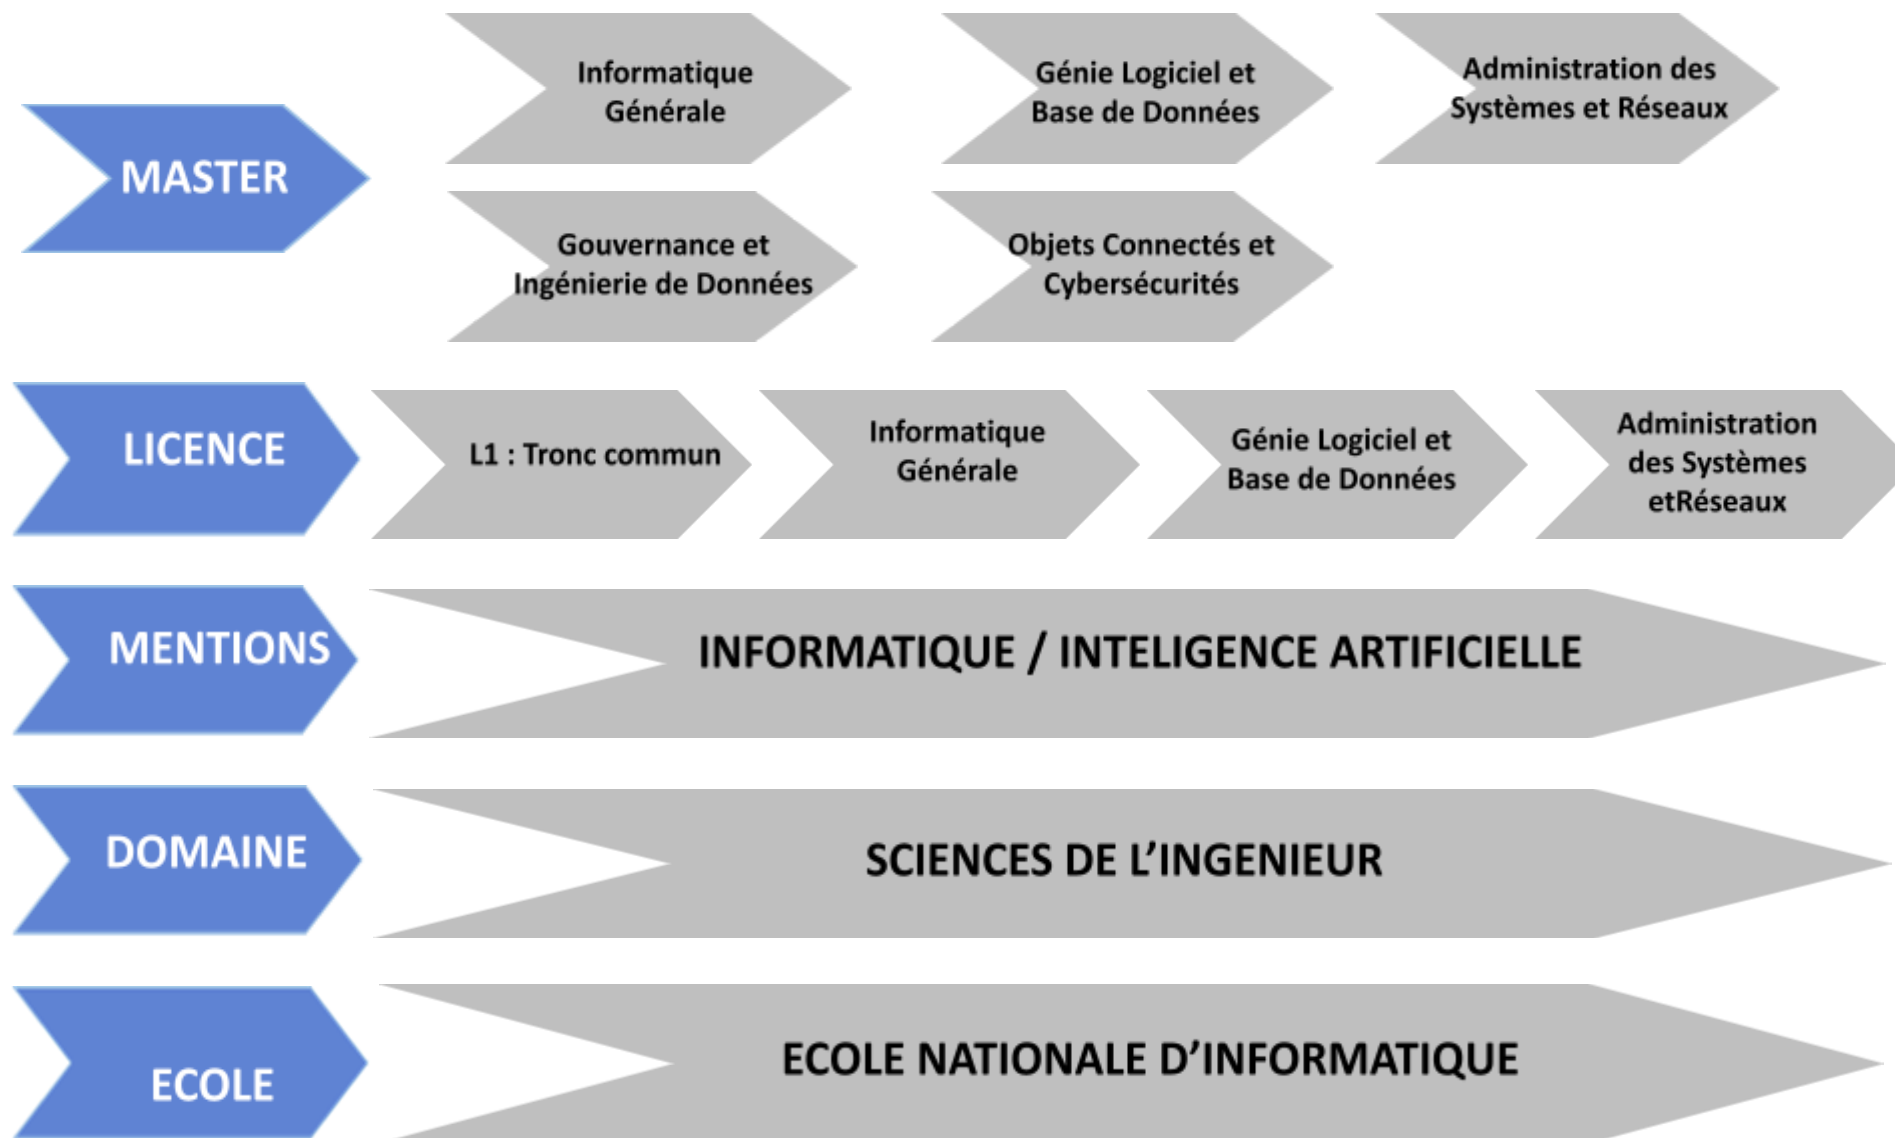 MASTER
Informatique
Générale
Génie Logiciel et
Base de Données
Administration des
Systèmes et Réseaux
Gouvernance et
Ingénierie de Données
Objets Connectés et
Cybersécurités
LICENCE
L1 : Tronc commun
Informatique
Générale
Génie Logiciel et
Base de Données
Administration
des Systèmes
etRéseaux
MENTIONS
INFORMATIQUE / INTELIGENCE ARTIFICIELLE
DOMAINE
SCIENCES DE L’INGENIEUR
ECOLE
ECOLE NATIONALE D’INFORMATIQUE